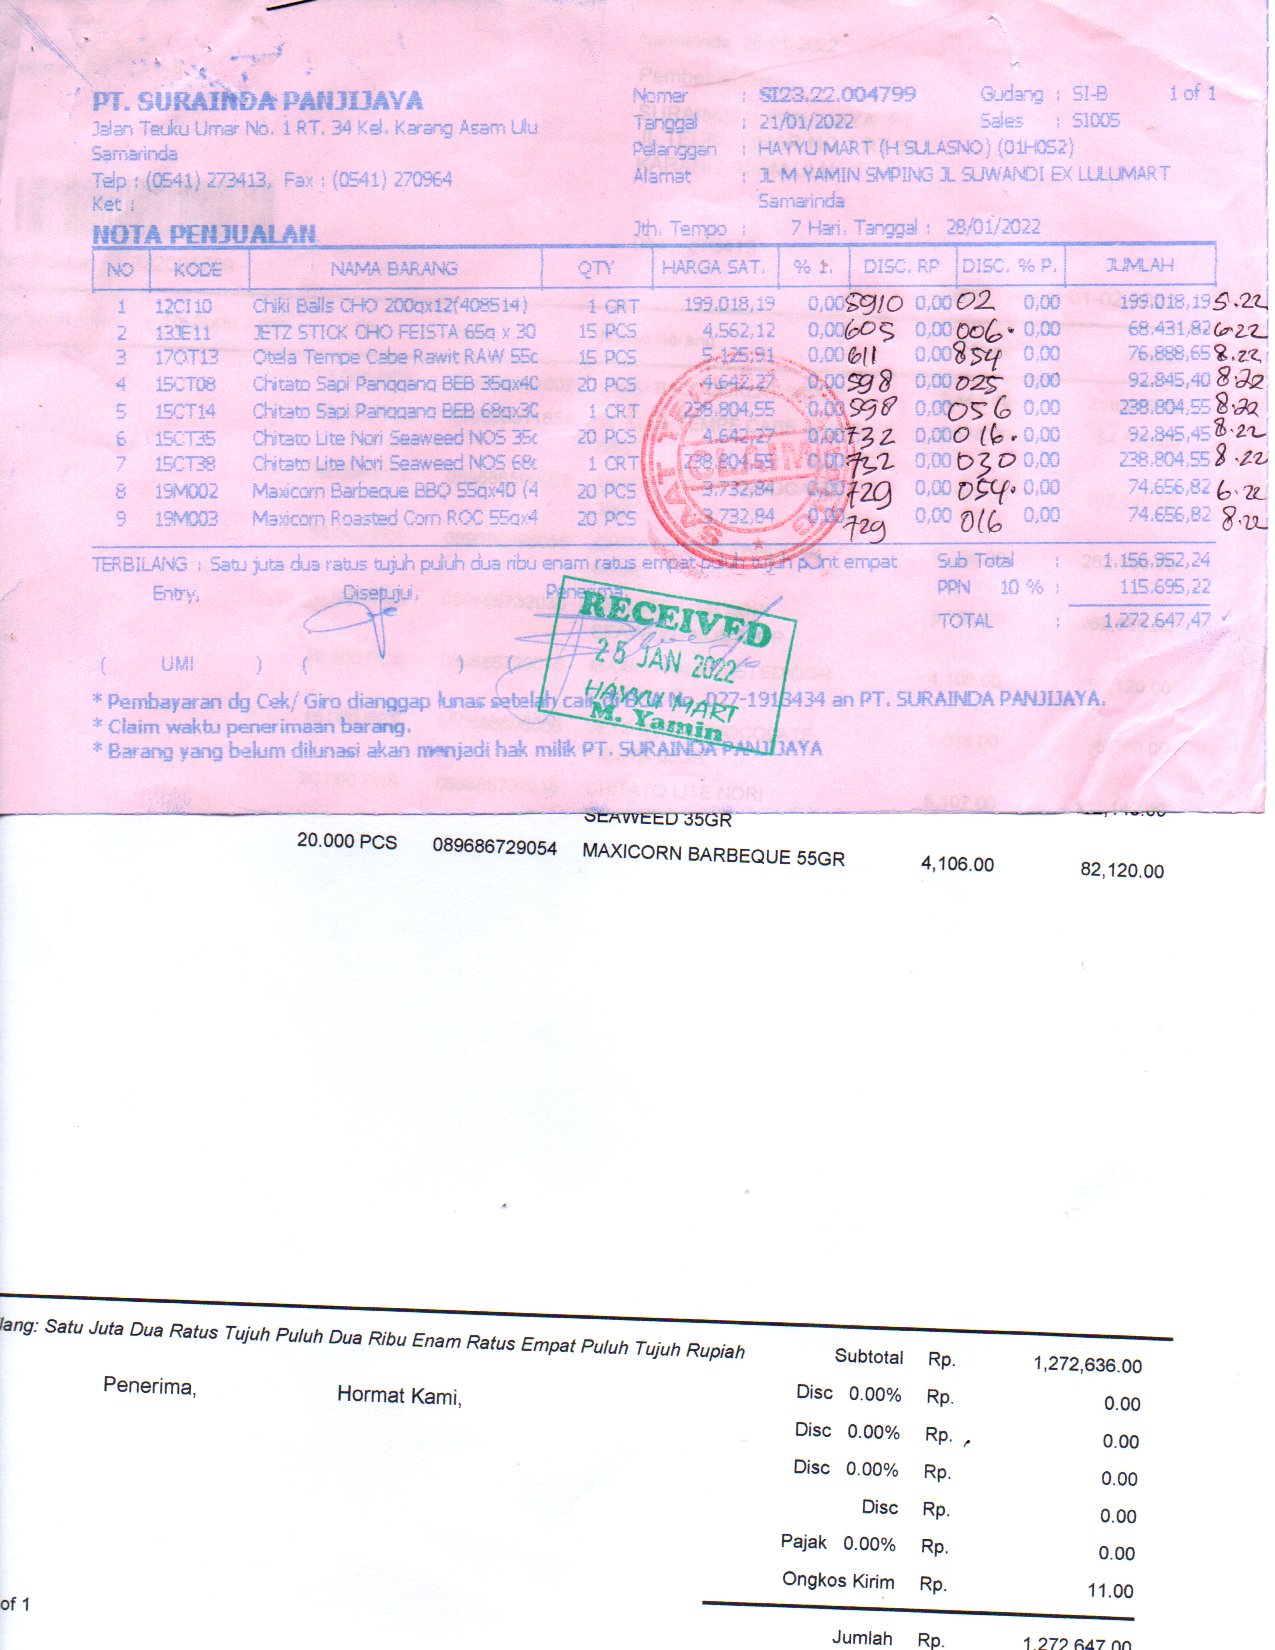 PT. SURAINDA PANJIJAYA
Jalan Teuku Umar No. 1 RT. 34 Kel. Karang Asam Ulu
Samarinda
Telp : (0541) 273413, Fax : (0541) 270964
Ket :
NOTA PENJUALAN
Nomer : SI23.22.004799 Gudang : SI-B 1 of 1
Tanggal : 21/01/2022 Sales : SI005
Pelanggan : HAYYU MART (H SULASNO) (01H052)
Alamat : JL M YAMIN SMPING JL SUWANDI EX LULUMART
Samarinda
Jth. Tempo : 7 Hari. Tanggal : 28/01/2022
NO KODE NAMA BARANG QTY HARGA SAT. % 1. DISC. RP DISC. % P. JUMLAH
1 12CI10 Chiki Balls CHO 200gx12(408514) 1 CRT 199.018,19 0,00 5910 0,00 02 0,00 199.018,19 5.22
2 13JE11 JETZ STICK CHO FEISTA 65g x 30 15 PCS 4.562,12 0,00 605 0,00 006. 0,00 68.431,82 6-22
3 17OT13 Otela Tempe Cabe Rawit RAW 55g 15 PCS 5.125,91 0,00 611 0,00 854 0,00 76.888,65 8.22
4 15CT08 Chitato Sapi Panggang BEB 35gx40 20 PCS 4.642,27 0,00 598 0,00 025 0,00 92.845,40 8.22
5 15CT14 Chitato Sapi Panggang BEB 68gx30 1 CRT 238.804,55 0,00 598 0,00 056 0,00 238.804,55 8.22
6 15CT35 Chitato Lite Nori Seaweed NOS 35g 20 PCS 4.642,27 0,00 732 0,00 016. 0,00 92.845,45 8.22
7 15CT38 Chitato Lite Nori Seaweed NOS 68g 1 CRT 238.804,55 0,00 732 0,00 030 0,00 238.804,55 8.22
8 19M002 Maxicorn Barbeque BBQ 55gx40 (4 20 PCS 3.732,84 0,00 729 0,00 054. 0,00 74.656,82 6.22
9 19M003 Maxicorn Roasted Corn ROC 55gx4 20 PCS 3.732,84 0,00 729 0,00 016 0,00 74.656,82 8.22
TERBILANG : Satu juta dua ratus tujuh puluh dua ribu enam ratus empat puluh tujuh point empat
Sub Total : 1.156.952,24
PPN 10 % : 115.695,22
TOTAL : 1.272.647,47
Entry, Disetujui, Penerima,
( UMI ) ( ) (
RECEIVED
25 JAN 2022
HAYYU MART
M. Yamin
* Pembayaran dg Cek/ Giro dianggap lunas setelah cair di BCA No. 027-1913434 an PT. SURAINDA PANJIJAYA.
* Claim waktu penerimaan barang.
* Barang yang belum dilunasi akan menjadi hak milik PT. SURAINDA PANJIJAYA
SEAWEED 35GR
20.000 PCS 089686729054 MAXICORN BARBEQUE 55GR 4,106.00 82,120.00
lang: Satu Juta Dua Ratus Tujuh Puluh Dua Ribu Enam Ratus Empat Puluh Tujuh Rupiah
Penerima, Hormat Kami,
Subtotal Rp. 1,272,636.00
Disc 0.00% Rp. 0.00
Disc 0.00% Rp. 0.00
Disc 0.00% Rp. 0.00
Disc Rp. 0.00
Pajak 0.00% Rp. 0.00
Ongkos Kirim Rp. 11.00
Jumlah Rp. 1,272,647.00
of 1